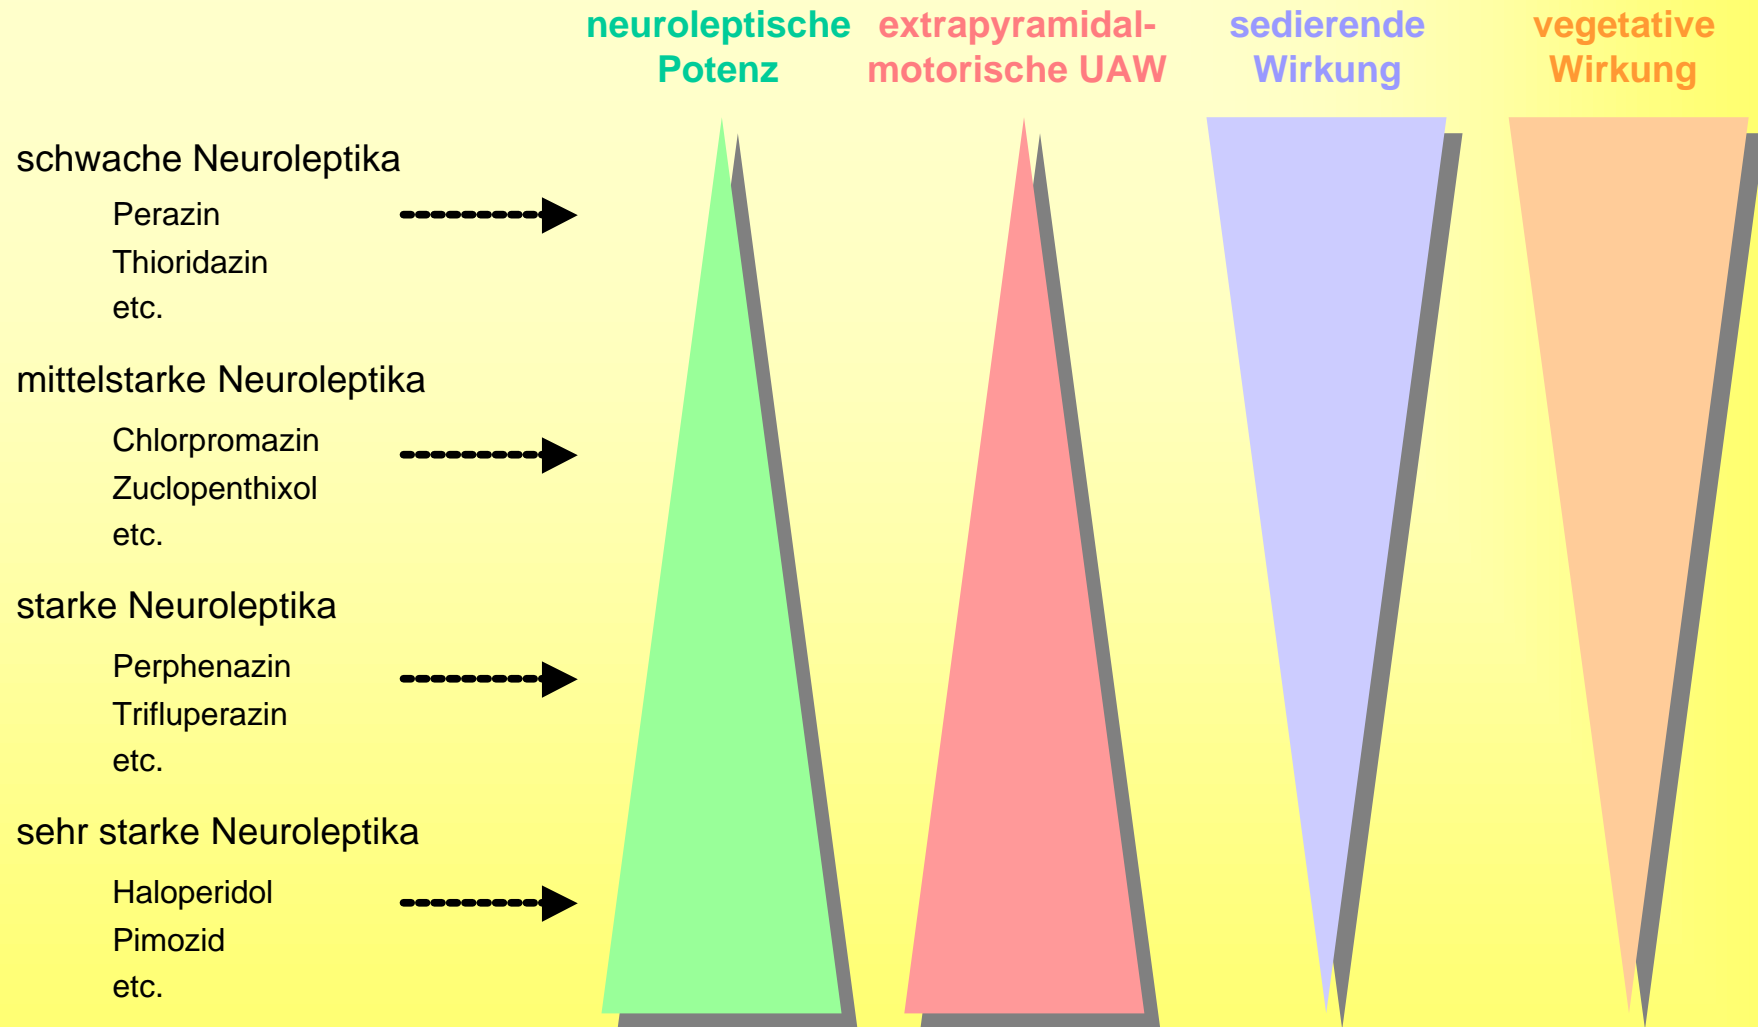 neuroleptische
Potenz
extrapyramidal-
motorische UAW
sedierende
Wirkung
vegetative
Wirkung
schwache Neuroleptika
Perazin
Thioridazin
etc.
mittelstarke Neuroleptika
Chlorpromazin
Zuclopenthixol
etc.
starke Neuroleptika
Perphenazin
Trifluperazin
etc.
sehr starke Neuroleptika
Haloperidol
Pimozid
etc.